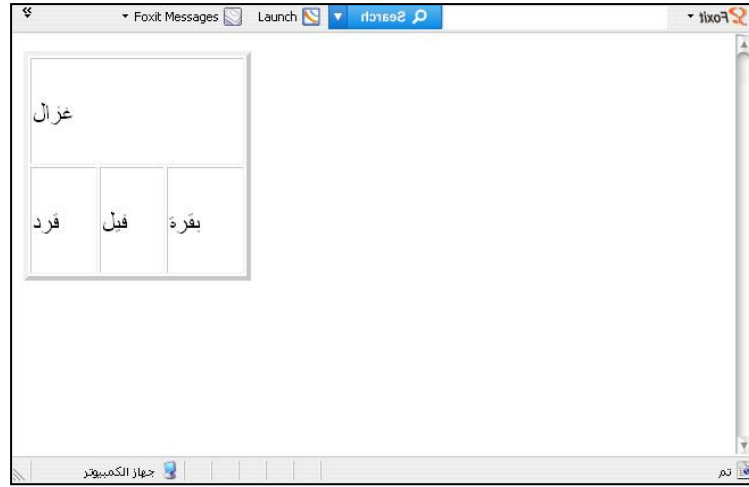 Foxit Search Launch Foxit Messages
غزال
قرد فيل بقرة
تم جهاز الكمبيوتر